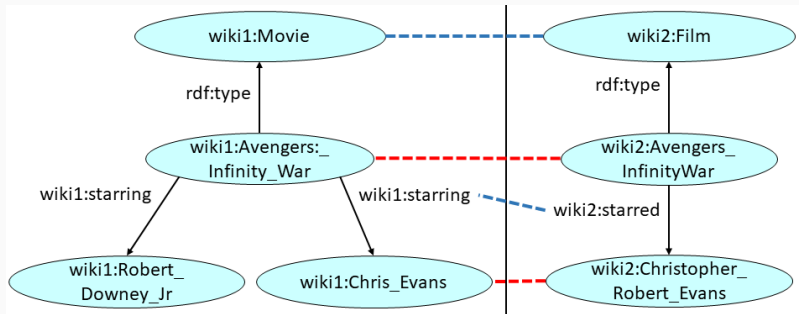 wiki1:Movie
wiki2:Film
rdf:type
rdf:type
wiki1:Avengers:_
Infinity_War
wiki2:Avengers_
InfinityWar
wiki1:starring
wiki1:starring
wiki2:starred
wiki1:Robert_
Downey_Jr
wiki1:Chris_Evans
wiki2:Christopher_
Robert_Evans